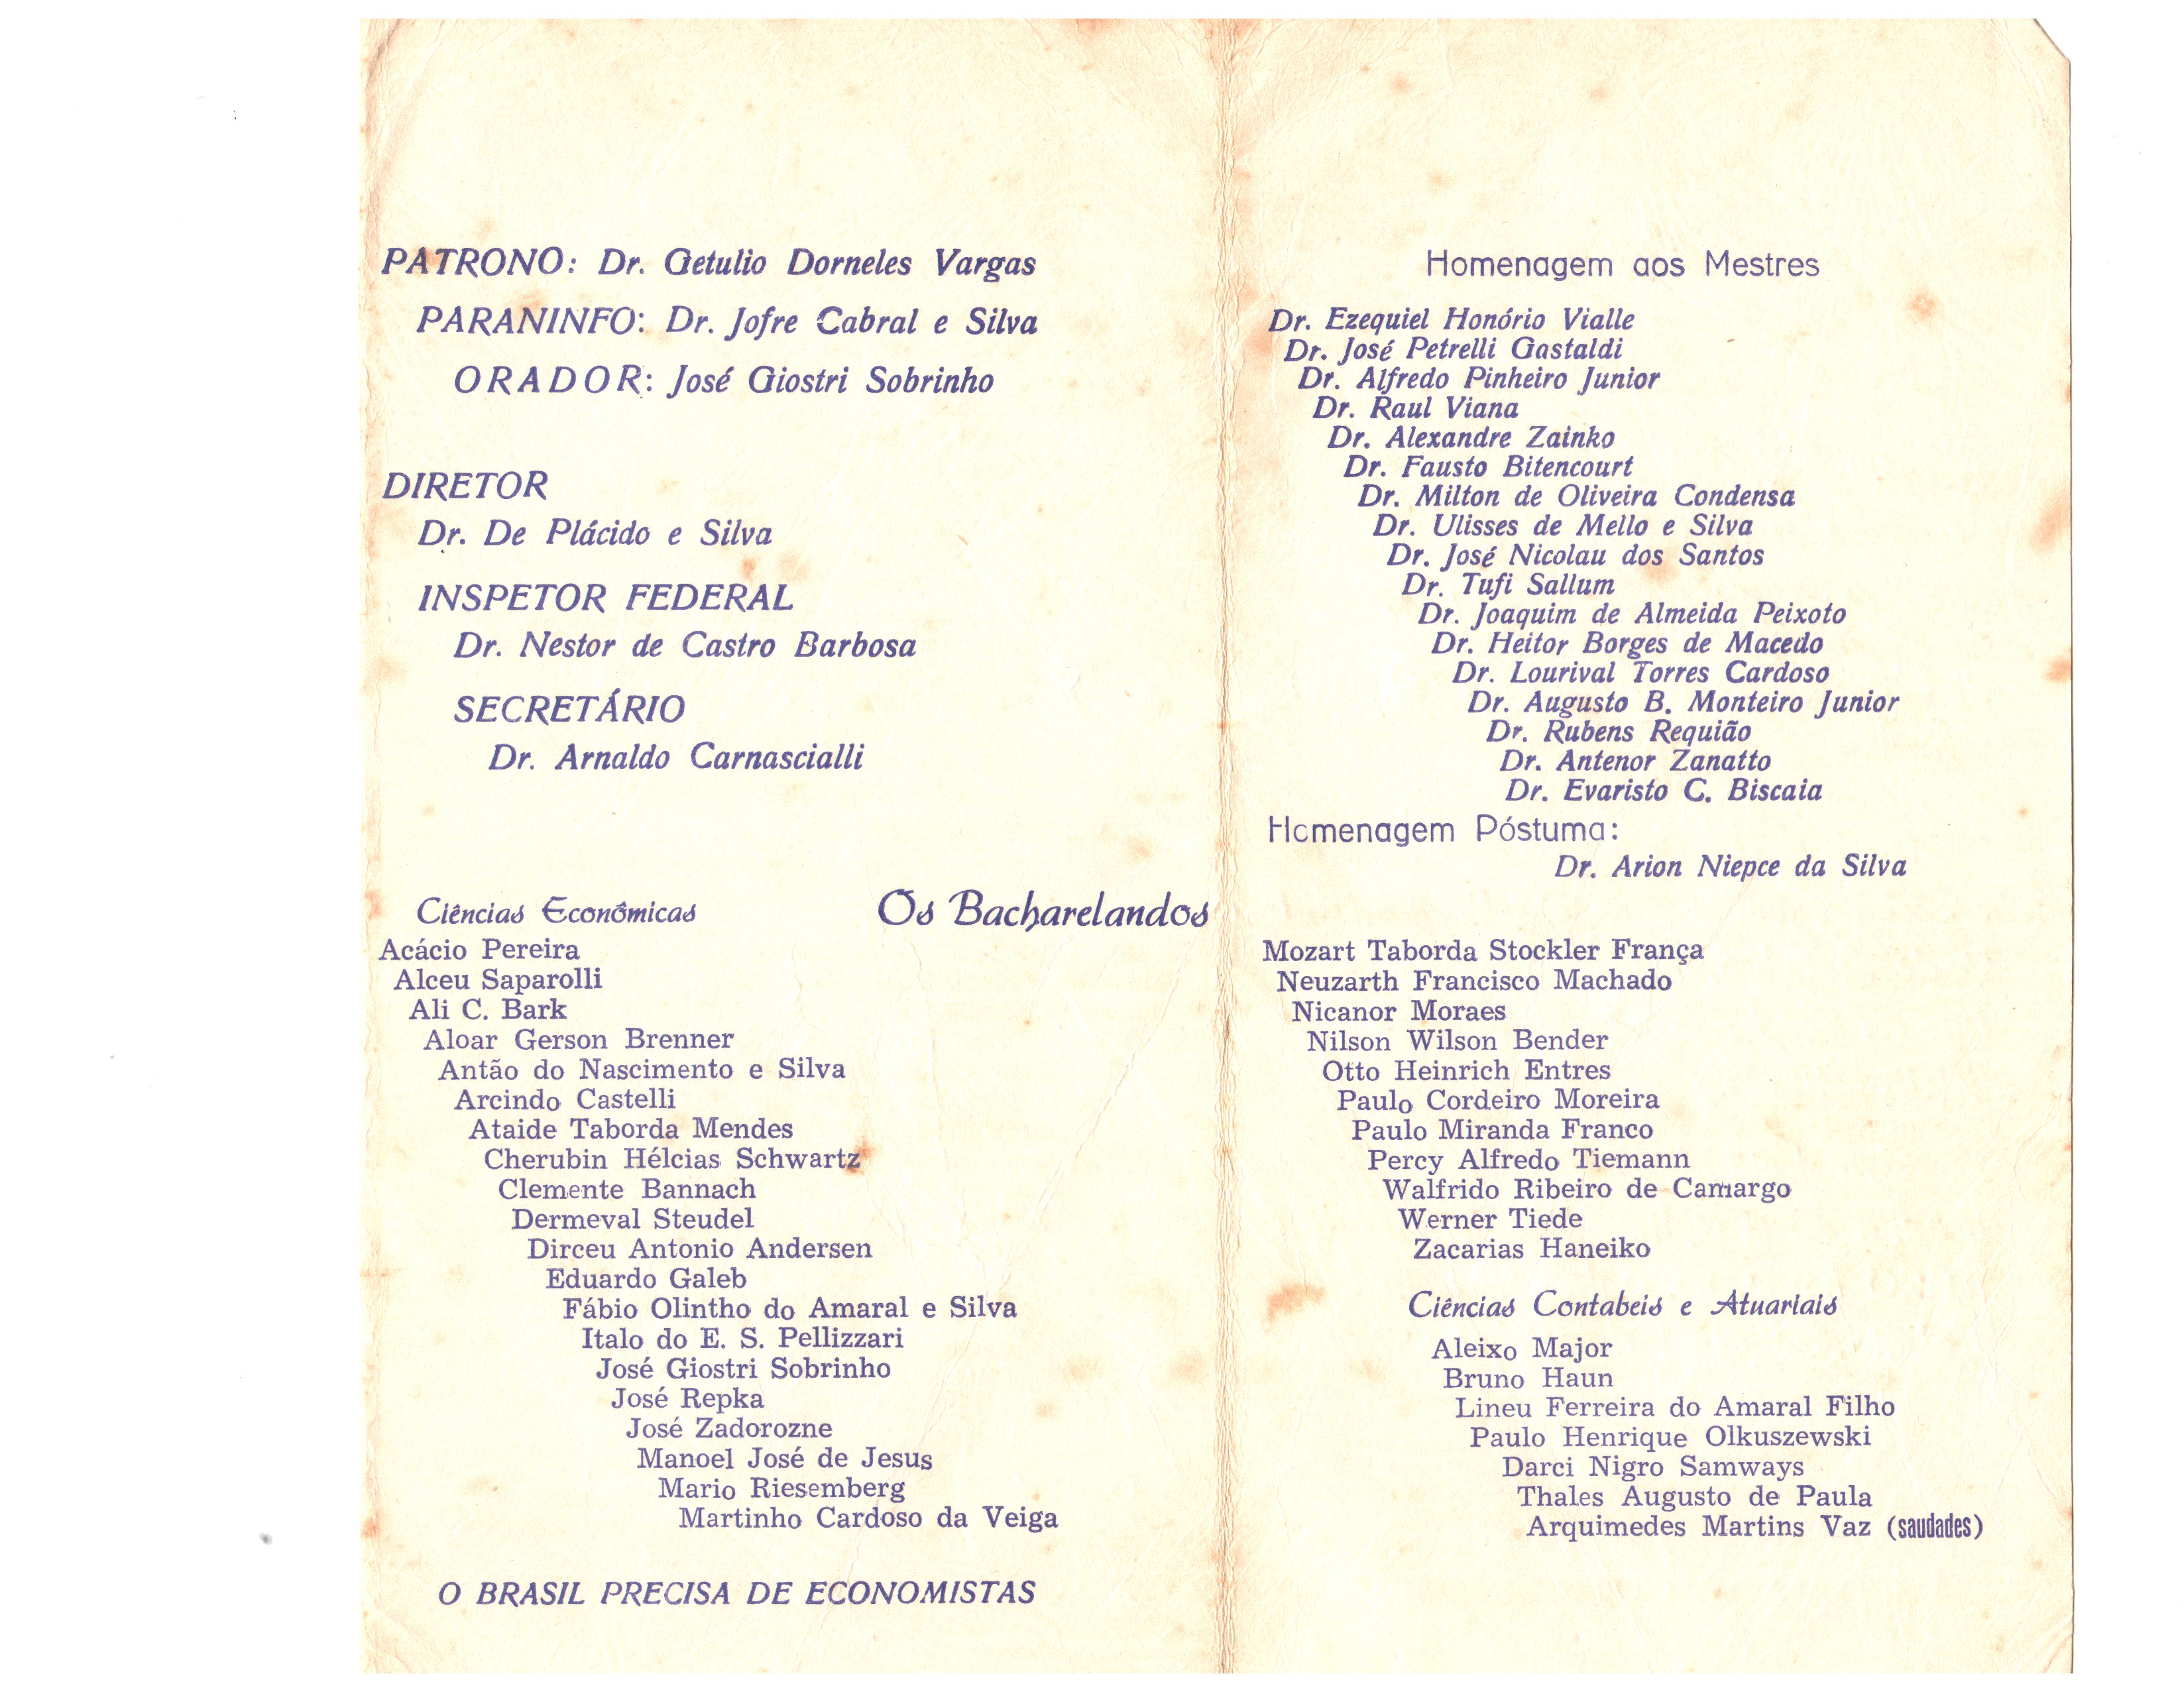 PATRONO: Dr. Getulio Dorneles Vargas
PARANINFO: Dr. Jofre Cabral e Silva
ORADOR: José Giostri Sobrinho
DIRETOR
Dr. De Plácido e Silva
INSPETOR FEDERAL
Dr. Nestor de Castro Barbosa
SECRETÁRIO
Dr. Arnaldo Carnascialli
Homenagem aos Mestres
Dr. Ezequiel Honório Vialle
Dr. José Petrelli Gastaldi
Dr. Alfredo Pinheiro Junior
Dr. Raul Viana
Dr. Alexandre Zainko
Dr. Fausto Bitencourt
Dr. Milton de Oliveira Condensa
Dr. Ulisses de Mello e Silva
Dr. José Nicolau dos Santos
Dr. Tufi Sallum
Dr. Joaquim de Almeida Peixoto
Dr. Heitor Borges de Macedo
Dr. Lourival Torres Cardoso
Dr. Augusto B. Monteiro Junior
Dr. Rubens Requião
Dr. Antenor Zanatto
Dr. Evaristo C. Biscaia
Homenagem Póstuma:
Dr. Arion Niepce da Silva
Os Bacharelandos
Ciências Econômicas
Acácio Pereira
Alceu Saparolli
Ali C. Bark
Aloar Gerson Brenner
Antão do Nascimento e Silva
Arcindo Castelli
Ataide Taborda Mendes
Cherubin Hélcias Schwartz
Clemente Bannach
Dermeval Steudel
Dirceu Antonio Andersen
Eduardo Galeb
Fábio Olintho do Amaral e Silva
Italo do E. S. Pellizzari
José Giostri Sobrinho
José Repka
José Zadorozne
Manoel José de Jesus
Mario Riesemberg
Martinho Cardoso da Veiga
Mozart Taborda Stockler França
Neuzarth Francisco Machado
Nicanor Moraes
Nilson Wilson Bender
Otto Heinrich Entres
Paulo Cordeiro Moreira
Paulo Miranda Franco
Percy Alfredo Tiemann
Walfrido Ribeiro de Camargo
Werner Tiede
Zacarias Haneiko
Ciências Contabeis e Atuariais
Aleixo Major
Bruno Haun
Lineu Ferreira do Amaral Filho
Paulo Henrique Olkuszewski
Darci Nigro Samways
Thales Augusto de Paula
Arquimedes Martins Vaz (saudades)
O BRASIL PRECISA DE ECONOMISTAS